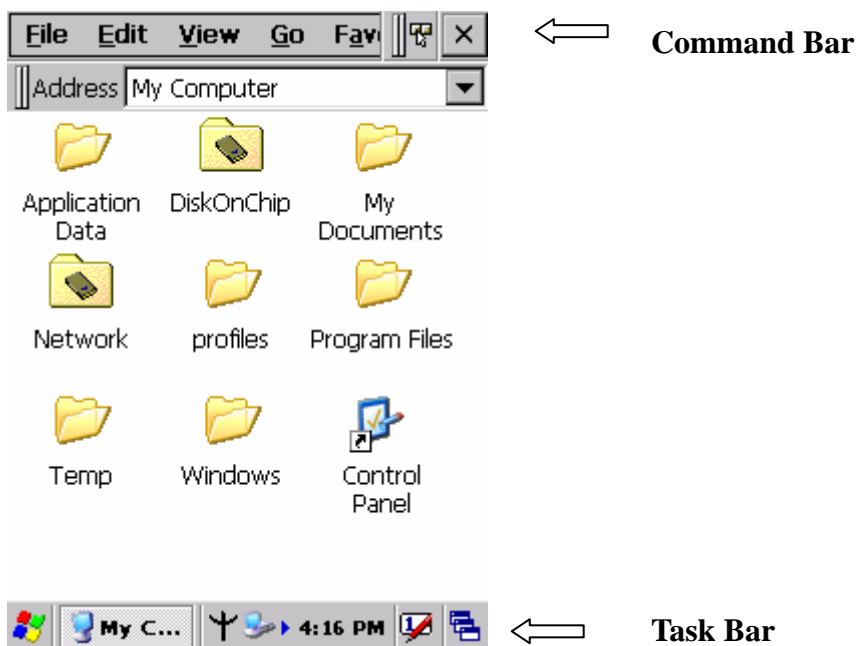 File Edit View Go Fav
Command Bar
Address My Computer
Application Data
DiskOnChip
My Documents
Network
profiles
Program Files
Temp
Windows
Control Panel
My C... 4:16 PM
Task Bar